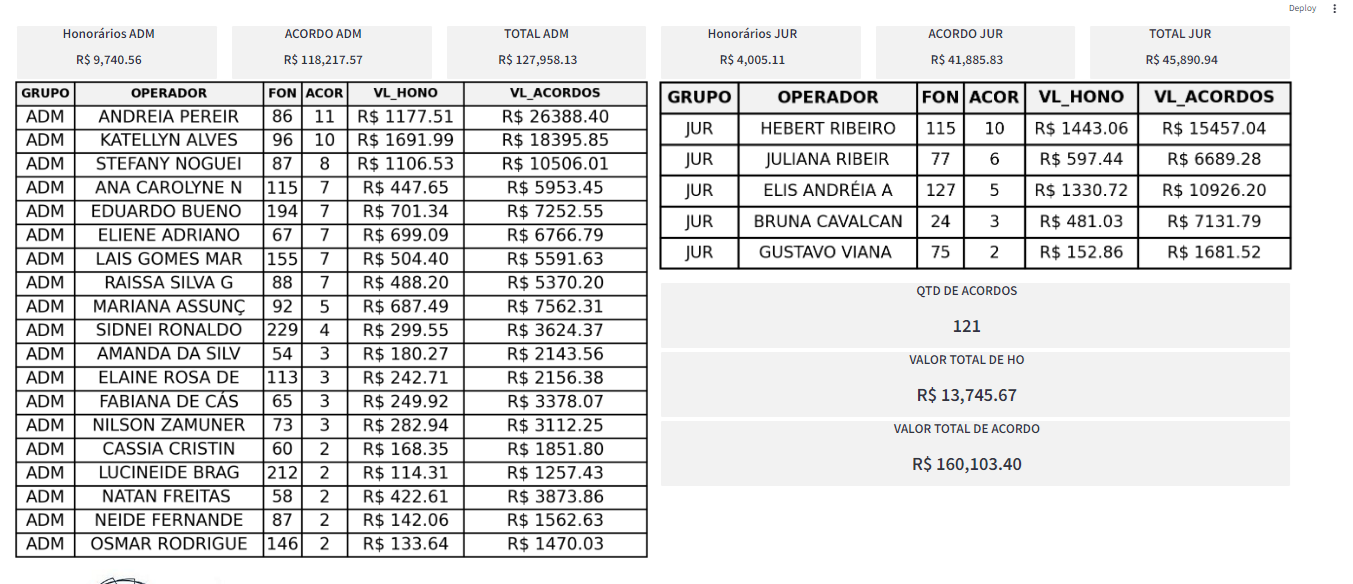 Deploy
Honorários ADM
R$ 9,740.56
ACORDO ADM
R$ 118,217.57
TOTAL ADM
R$ 127,958.13
Honorários JUR
R$ 4,005.11
ACORDO JUR
R$ 41,885.83
TOTAL JUR
R$ 45,890.94
GRUPO OPERADOR FON ACOR VL_HONO VL_ACORDOS
ADM ANDREIA PEREIR 86 11 R$ 1177.51 R$ 26388.40
ADM KATELLYN ALVES 96 10 R$ 1691.99 R$ 18395.85
ADM STEFANY NOGUEI 87 8 R$ 1106.53 R$ 10506.01
ADM ANA CAROLYNE N 115 7 R$ 447.65 R$ 5953.45
ADM EDUARDO BUENO 194 7 R$ 701.34 R$ 7252.55
ADM ELIENE ADRIANO 67 7 R$ 699.09 R$ 6766.79
ADM LAIS GOMES MAR 155 7 R$ 504.40 R$ 5591.63
ADM RAISSA SILVA G 88 7 R$ 488.20 R$ 5370.20
ADM MARIANA ASSUNÇ 92 5 R$ 687.49 R$ 7562.31
ADM SIDNEI RONALDO 229 4 R$ 299.55 R$ 3624.37
ADM AMANDA DA SILV 54 3 R$ 180.27 R$ 2143.56
ADM ELAINE ROSA DE 113 3 R$ 242.71 R$ 2156.38
ADM FABIANA DE CÁS 65 3 R$ 249.92 R$ 3378.07
ADM NILSON ZAMUNER 73 3 R$ 282.94 R$ 3112.25
ADM CASSIA CRISTIN 60 2 R$ 168.35 R$ 1851.80
ADM LUCINEIDE BRAG 212 2 R$ 114.31 R$ 1257.43
ADM NATAN FREITAS 58 2 R$ 422.61 R$ 3873.86
ADM NEIDE FERNANDE 87 2 R$ 142.06 R$ 1562.63
ADM OSMAR RODRIGUE 146 2 R$ 133.64 R$ 1470.03
GRUPO OPERADOR FON ACOR VL_HONO VL_ACORDOS
JUR HEBERT RIBEIRO 115 10 R$ 1443.06 R$ 15457.04
JUR JULIANA RIBEIR 77 6 R$ 597.44 R$ 6689.28
JUR ELIS ANDRÉIA A 127 5 R$ 1330.72 R$ 10926.20
JUR BRUNA CAVALCAN 24 3 R$ 481.03 R$ 7131.79
JUR GUSTAVO VIANA 75 2 R$ 152.86 R$ 1681.52
QTD DE ACORDOS
121
VALOR TOTAL DE HO
R$ 13,745.67
VALOR TOTAL DE ACORDO
R$ 160,103.40